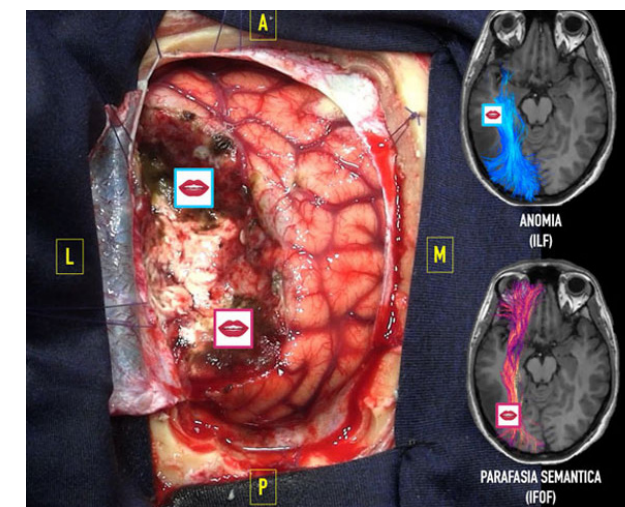 A
L
M
P
ANOMIA
(ILF)
PARAFASIA SEMANTICA
(IFOF)